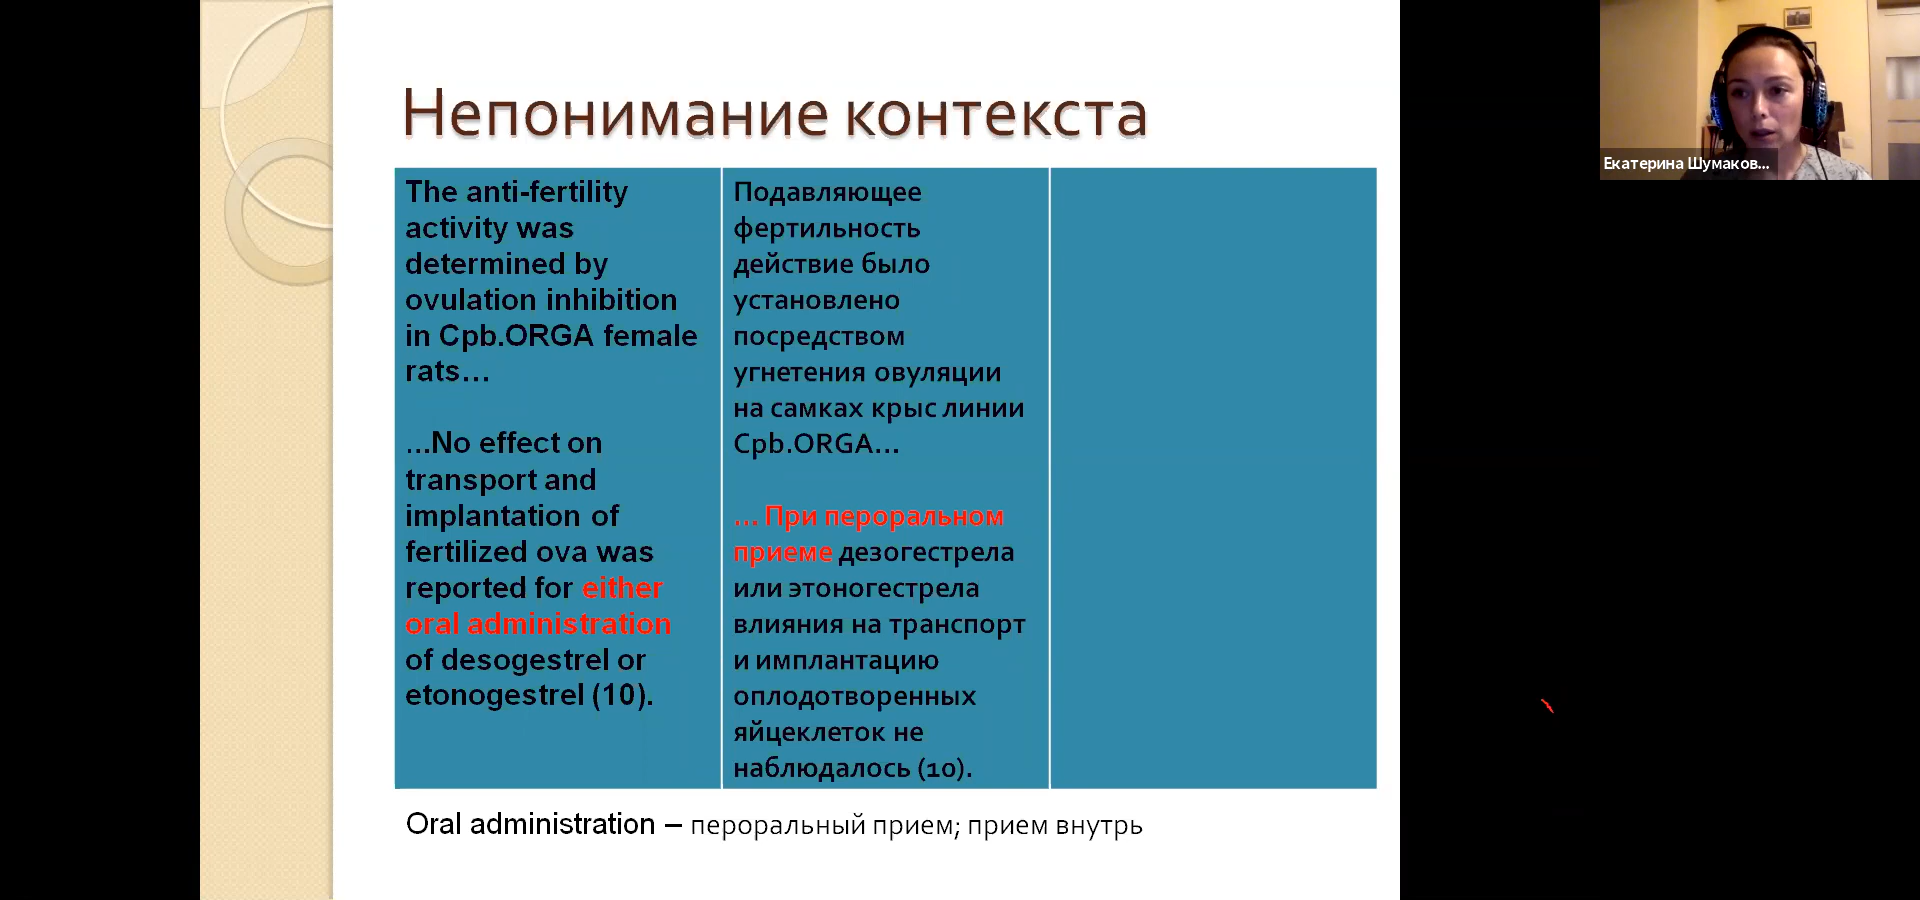 Непонимание контекста
The anti-fertility
activity was
determined by
ovulation inhibition
in Cpb.ORGA female
rats…
…No effect on
transport and
implantation of
fertilized ova was
reported for either
oral administration
of desogestrel or
etonogestrel (10).
Подавляющее
фертильность
действие было
установлено
посредством
угнетения овуляции
на самках крыс линии
Cpb.ORGA…
… При пероральном
приеме дезогестрела
или этоногестрела
влияния на транспорт
и имплантацию
оплодотворенных
яйцеклеток не
наблюдалось (10).
Oral administration – пероральный прием; прием внутрь
Екатерина Шумаков...